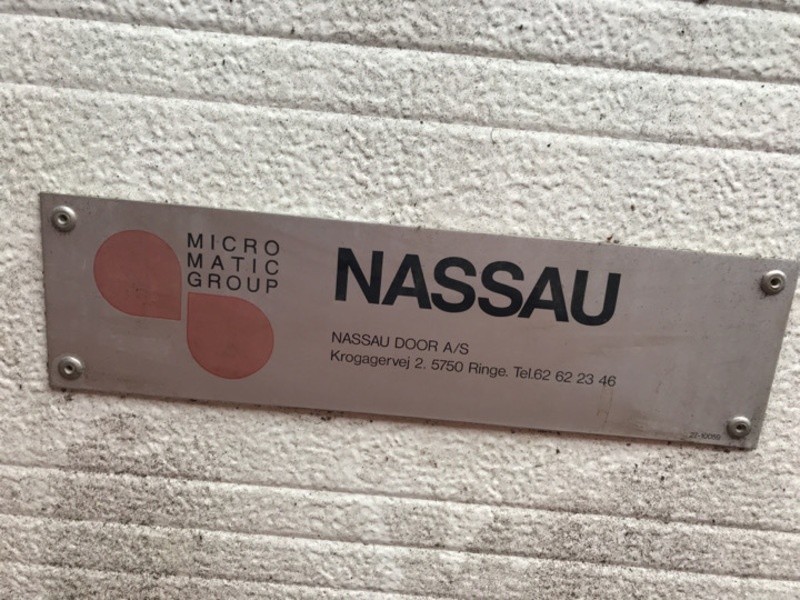 MICRO
MATIC
GROUP
NASSAU
NASSAU DOOR A/S
Krogagervej 2. 5750 Ringe. Tel.62 62 23 46